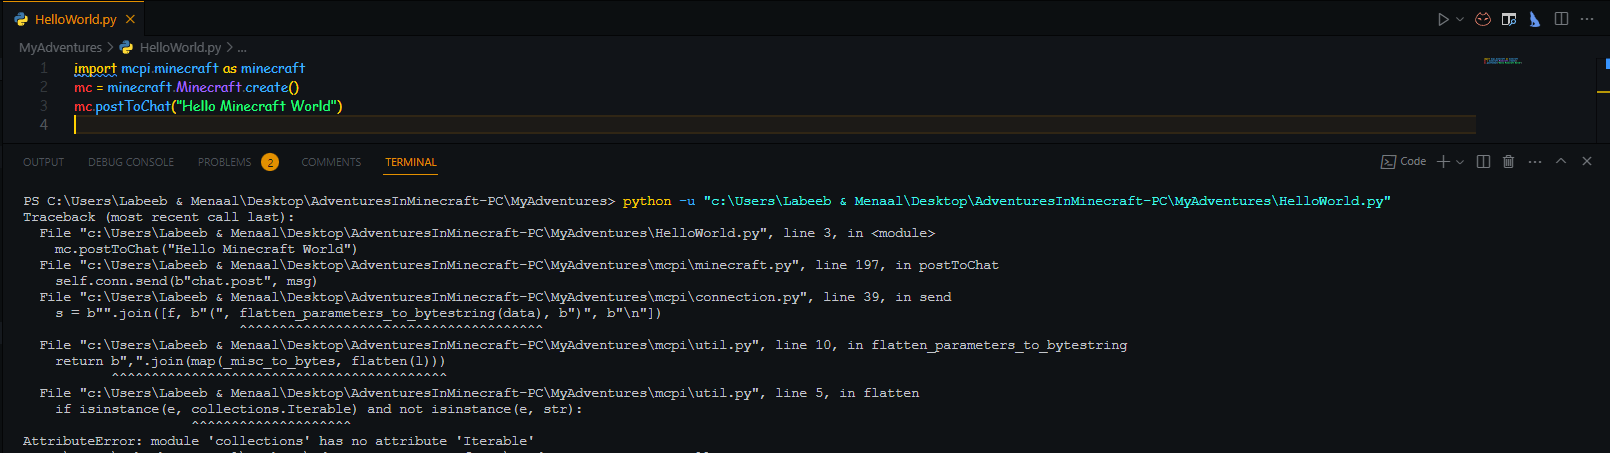 HelloWorld.py
MyAdventures > HelloWorld.py > ...
1 import mcpi.minecraft as minecraft
2 mc = minecraft.Minecraft.create()
3 mc.postToChat("Hello Minecraft World")
4
OUTPUT DEBUG CONSOLE PROBLEMS 2 COMMENTS TERMINAL Code
PS C:\Users\Labeeb & Menaal\Desktop\AdventuresInMinecraft-PC\MyAdventures> python -u "c:\Users\Labeeb & Menaal\Desktop\AdventuresInMinecraft-PC\MyAdventures\HelloWorld.py"
Traceback (most recent call last):
  File "c:\Users\Labeeb & Menaal\Desktop\AdventuresInMinecraft-PC\MyAdventures\HelloWorld.py", line 3, in <module>
    mc.postToChat("Hello Minecraft World")
  File "c:\Users\Labeeb & Menaal\Desktop\AdventuresInMinecraft-PC\MyAdventures\mcpi\minecraft.py", line 197, in postToChat
    self.conn.send(b"chat.post", msg)
  File "c:\Users\Labeeb & Menaal\Desktop\AdventuresInMinecraft-PC\MyAdventures\mcpi\connection.py", line 39, in send
    s = b"".join([f, b"(", flatten_parameters_to_bytestring(data), b")", b"\n"])
                           ^^^^^^^^^^^^^^^^^^^^^^^^^^^^^^^^^^^^^^
  File "c:\Users\Labeeb & Menaal\Desktop\AdventuresInMinecraft-PC\MyAdventures\mcpi\util.py", line 10, in flatten_parameters_to_bytestring
    return b",".join(map(_misc_to_bytes, flatten(l)))
           ^^^^^^^^^^^^^^^^^^^^^^^^^^^^^^^^^^^^^^^^^^
  File "c:\Users\Labeeb & Menaal\Desktop\AdventuresInMinecraft-PC\MyAdventures\mcpi\util.py", line 5, in flatten
    if isinstance(e, collections.Iterable) and not isinstance(e, str):
                     ^^^^^^^^^^^^^^^^^^^^
AttributeError: module 'collections' has no attribute 'Iterable'